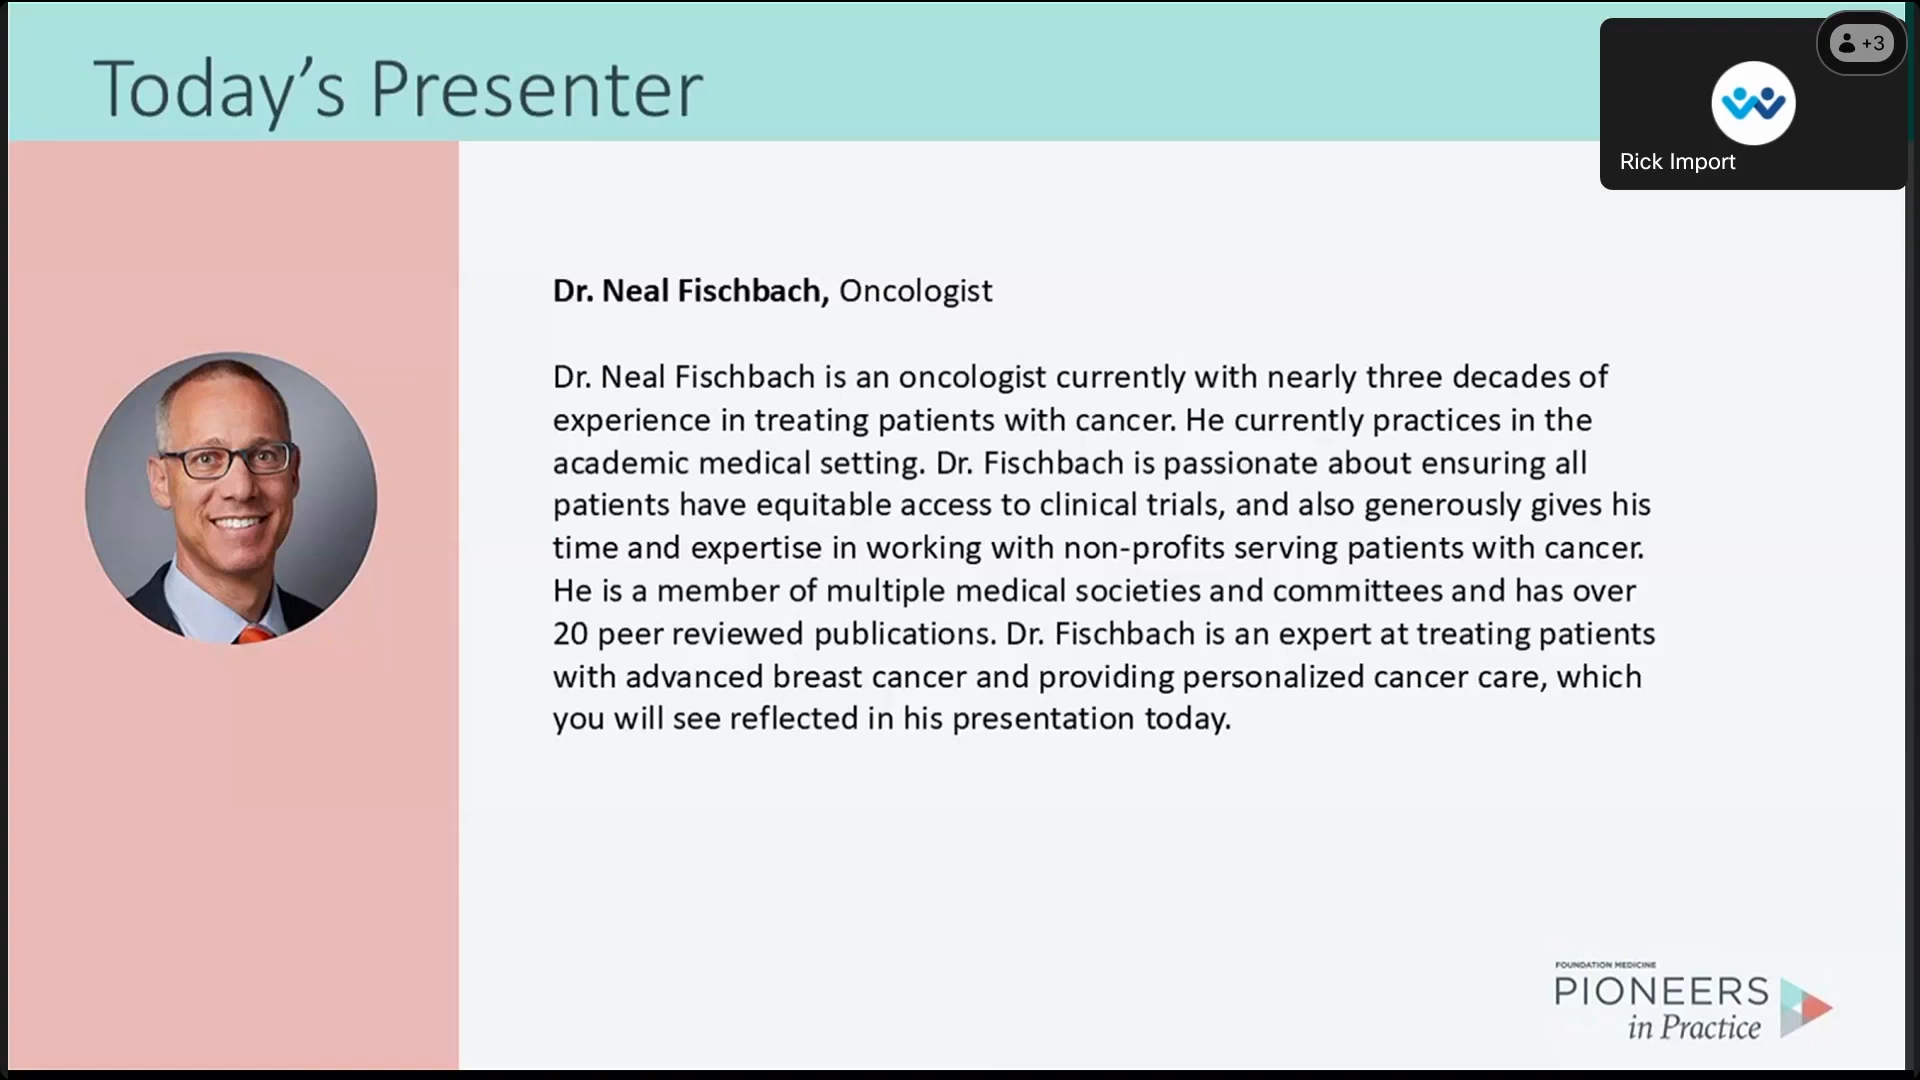 Today's Presenter
+3
Rick Import
Dr. Neal Fischbach, Oncologist
Dr. Neal Fischbach is an oncologist currently with nearly three decades of
experience in treating patients with cancer. He currently practices in the
academic medical setting. Dr. Fischbach is passionate about ensuring all
patients have equitable access to clinical trials, and also generously gives his
time and expertise in working with non-profits serving patients with cancer.
He is a member of multiple medical societies and committees and has over
20 peer reviewed publications. Dr. Fischbach is an expert at treating patients
with advanced breast cancer and providing personalized cancer care, which
you will see reflected in his presentation today.
FOUNDATION MEDICINE
PIONEERS
in Practice